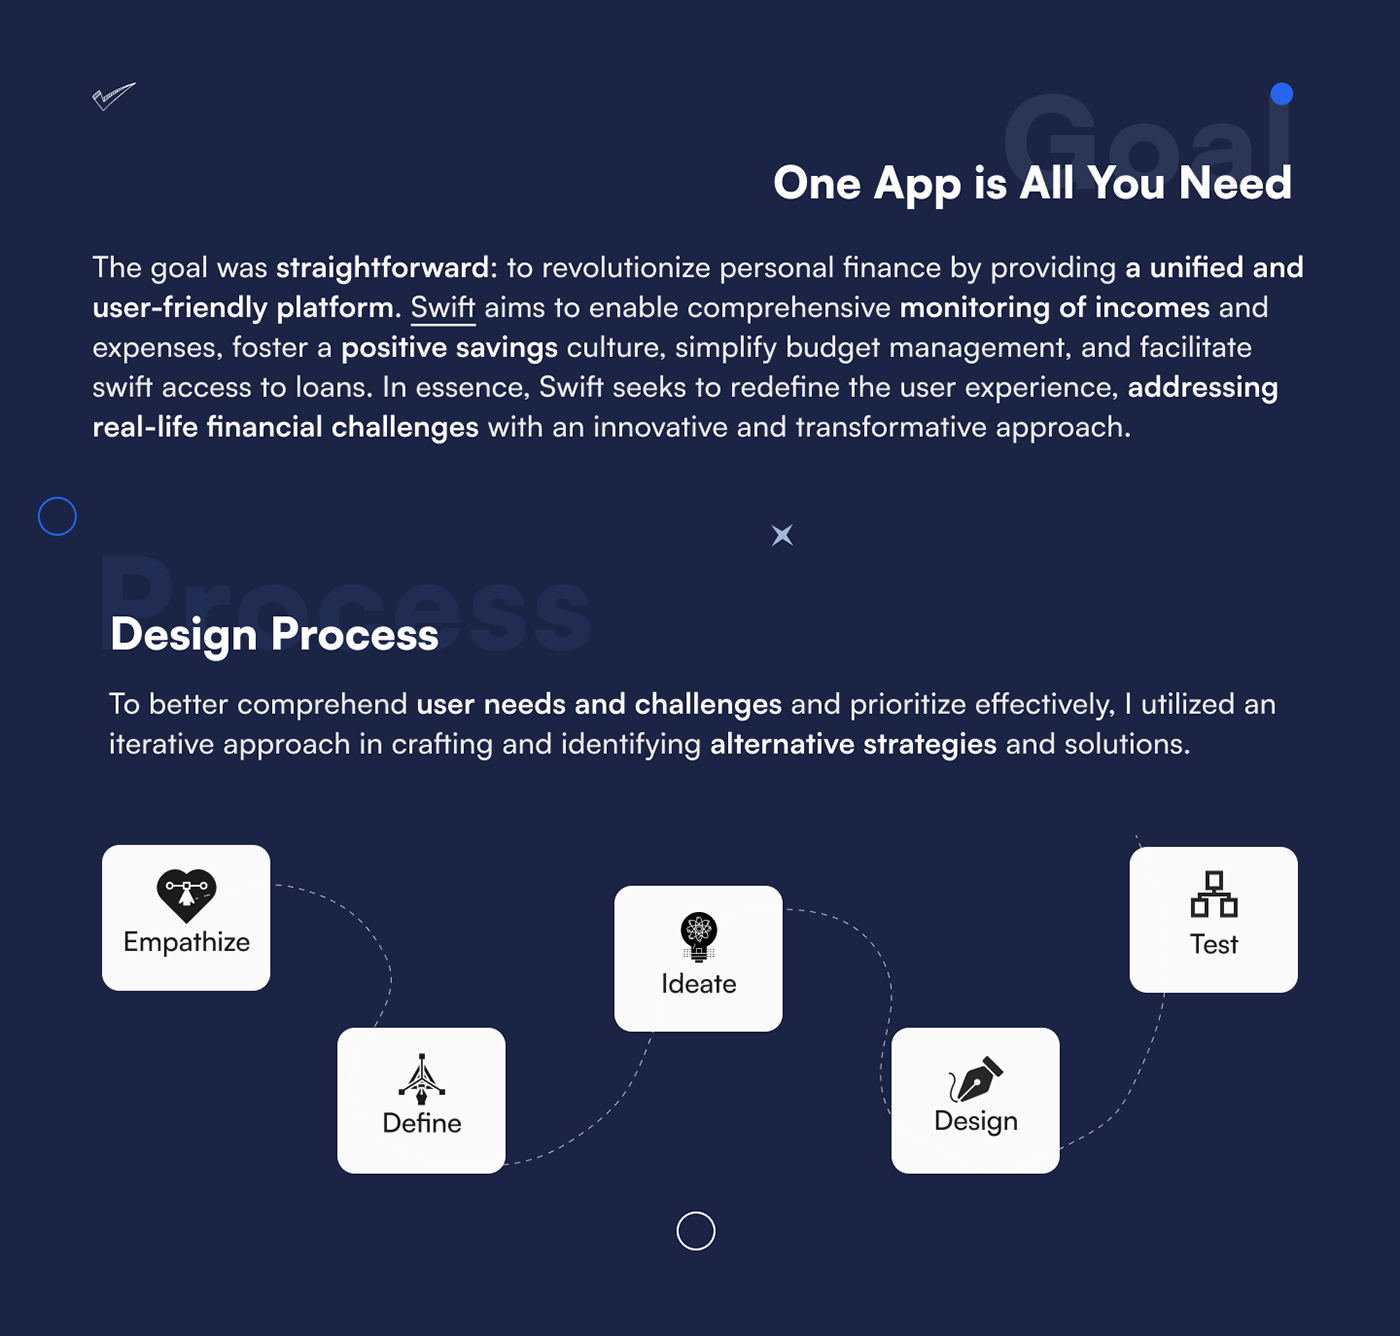 Goal
One App is All You Need
The goal was straightforward: to revolutionize personal finance by providing a unified and
user-friendly platform. Swift aims to enable comprehensive monitoring of incomes and
expenses, foster a positive savings culture, simplify budget management, and facilitate
swift access to loans. In essence, Swift seeks to redefine the user experience, addressing
real-life financial challenges with an innovative and transformative approach.
Process
Design Process
To better comprehend user needs and challenges and prioritize effectively, I utilized an
iterative approach in crafting and identifying alternative strategies and solutions.
Empathize
Define
Ideate
Design
Test